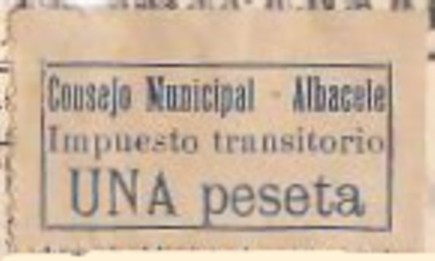 Consejo Municipal - Albacete
Impuesto transitorio
UNA peseta